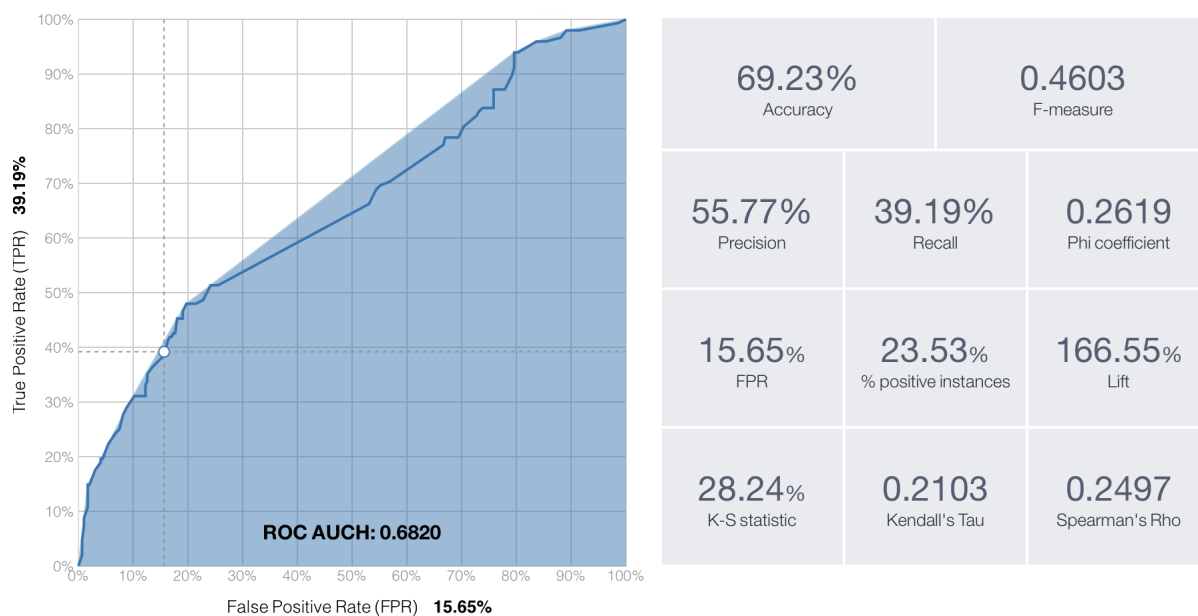 100%
90%
80%
70%
60%
50%
40%
30%
20%
10%
0%
True Positive Rate (TPR) 39.19%
ROC AUCH: 0.6820
0% 10% 20% 30% 40% 50% 60% 70% 80% 90% 100%
False Positive Rate (FPR) 15.65%
69.23%
Accuracy
0.4603
F-measure
55.77%
Precision
39.19%
Recall
0.2619
Phi coefficient
15.65%
FPR
23.53%
% positive instances
166.55%
Lift
28.24%
K-S statistic
0.2103
Kendall's Tau
0.2497
Spearman's Rho